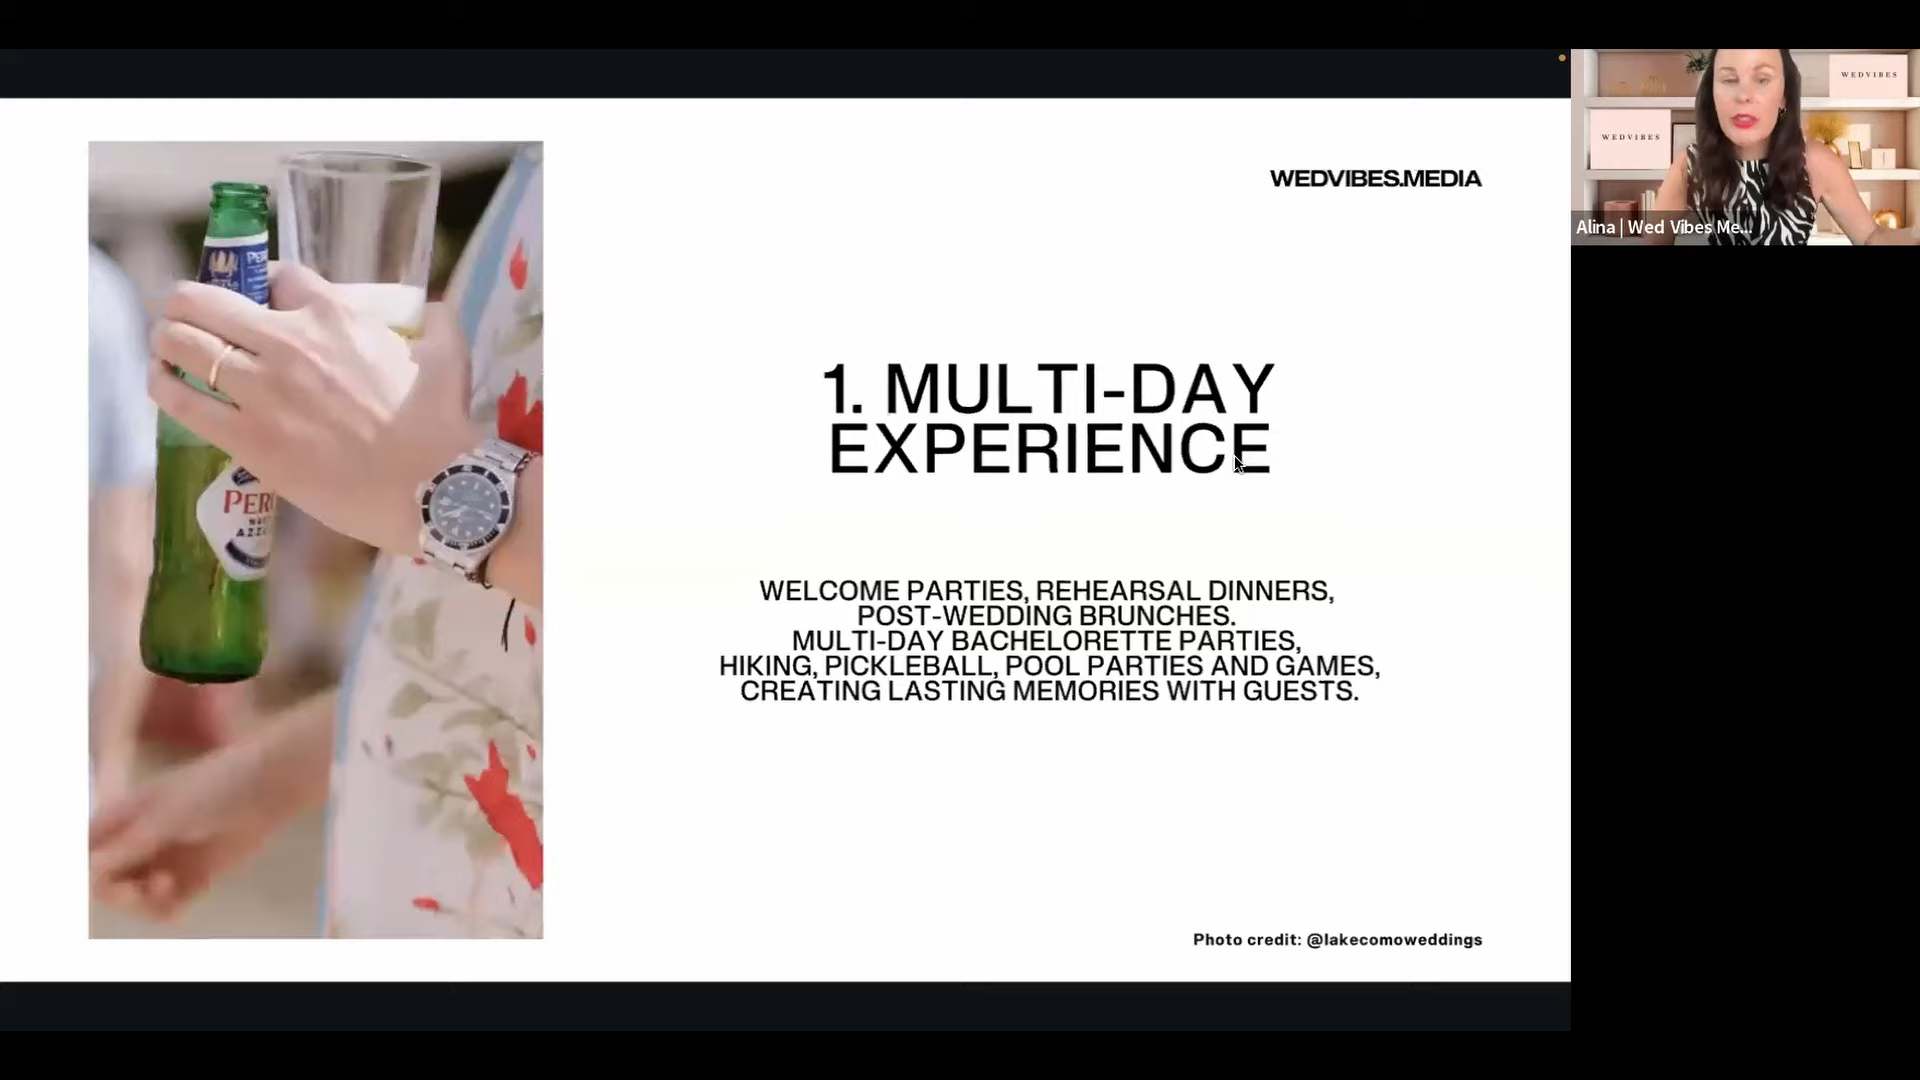 WEDVIBES.MEDIA
1. MULTI-DAY
EXPERIENCE
WELCOME PARTIES, REHEARSAL DINNERS,
POST-WEDDING BRUNCHES.
MULTI-DAY BACHELORETTE PARTIES,
HIKING, PICKLEBALL, POOL PARTIES AND GAMES,
CREATING LASTING MEMORIES WITH GUESTS.
Photo credit: @lakecomoweddings
WEDVIBES
WEDVIBES
Alina | Wed Vibes Me...